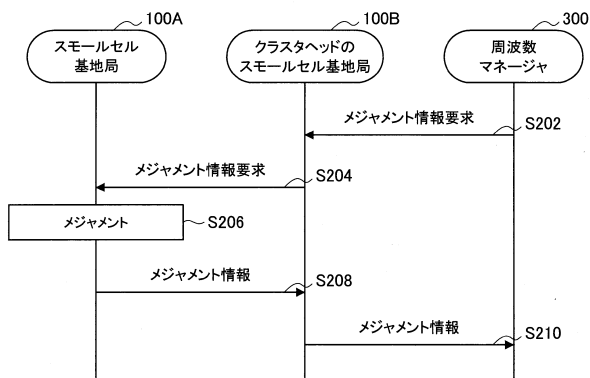 100A
スモールセル
基地局
100B
クラスタヘッドの
スモールセル基地局
300
周波数
マネージャ
メジャメント情報要求
S202
メジャメント情報要求
S204
メジャメント
S206
メジャメント情報
S208
メジャメント情報
S210